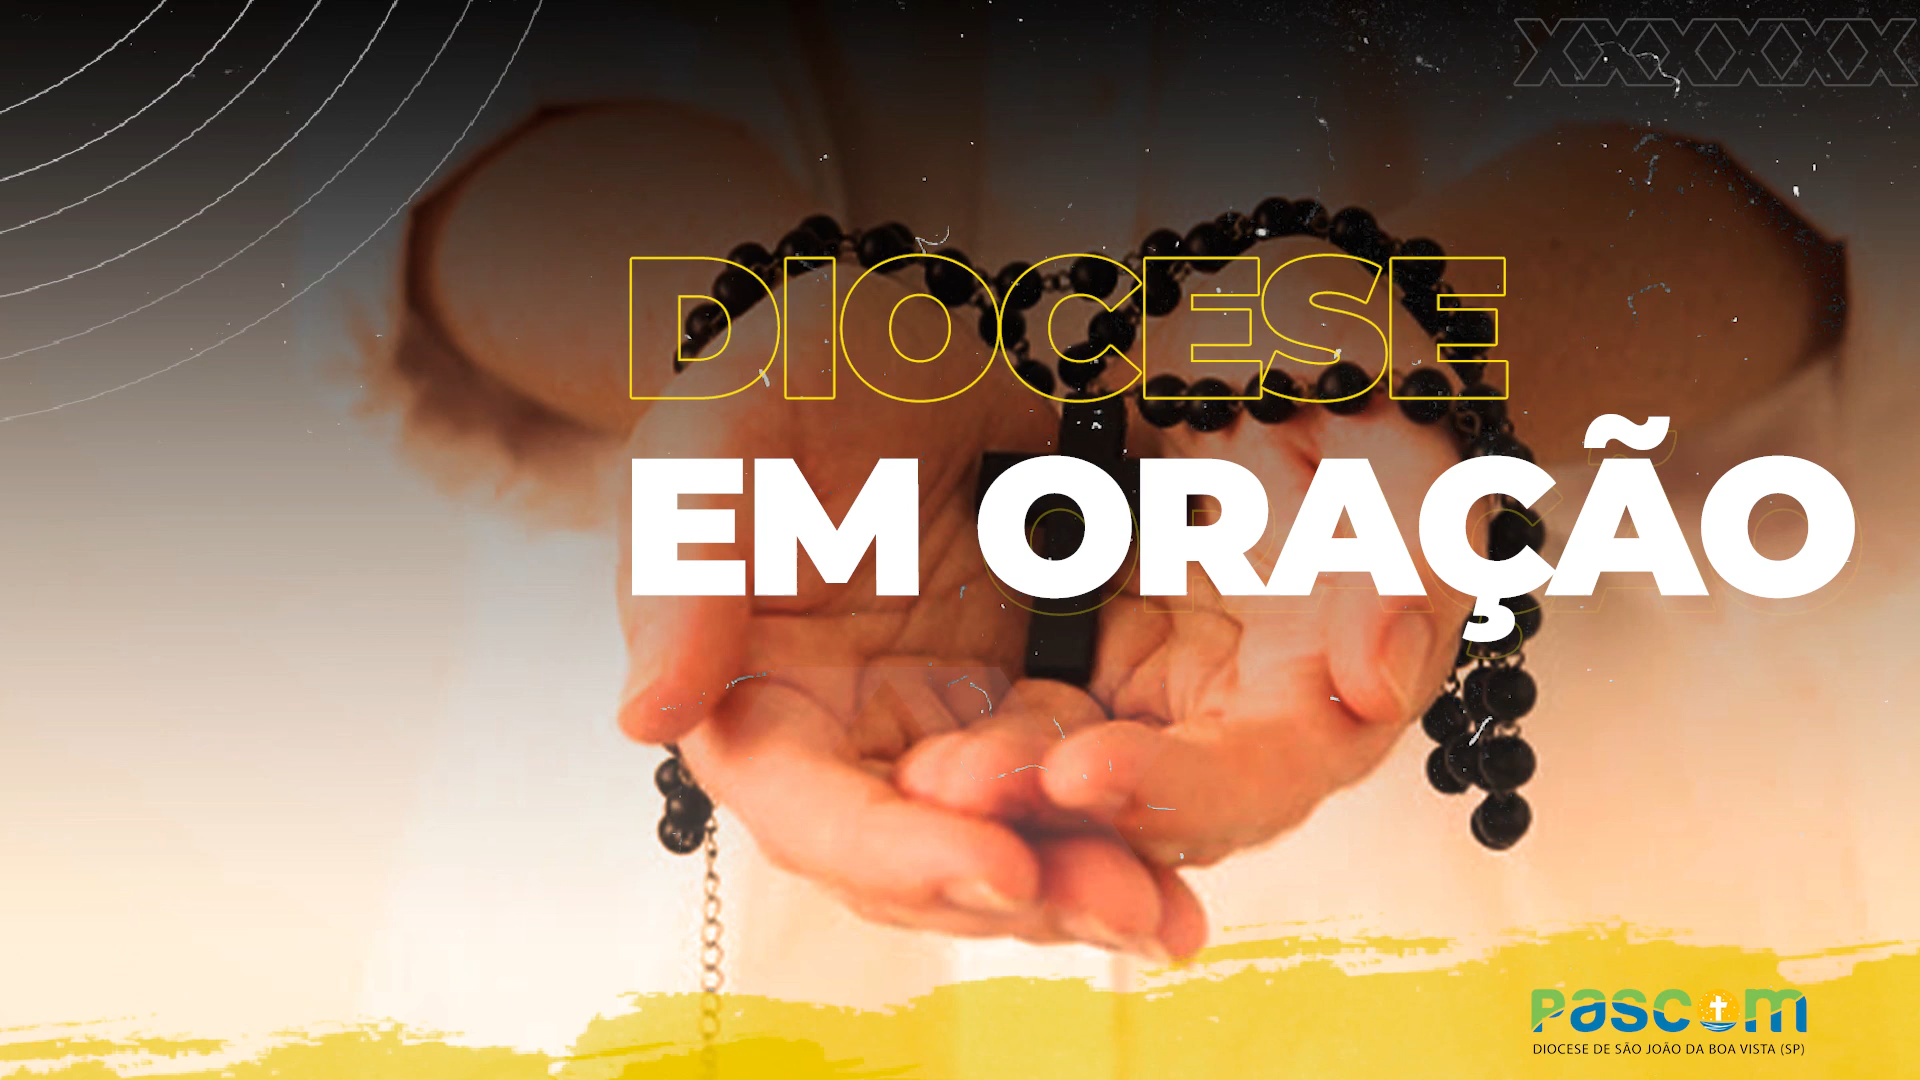 DIOCESE
EM ORAÇÃO
PASCOM
DIOCESE DE SÃO JOÃO DA BOA VISTA (SP)